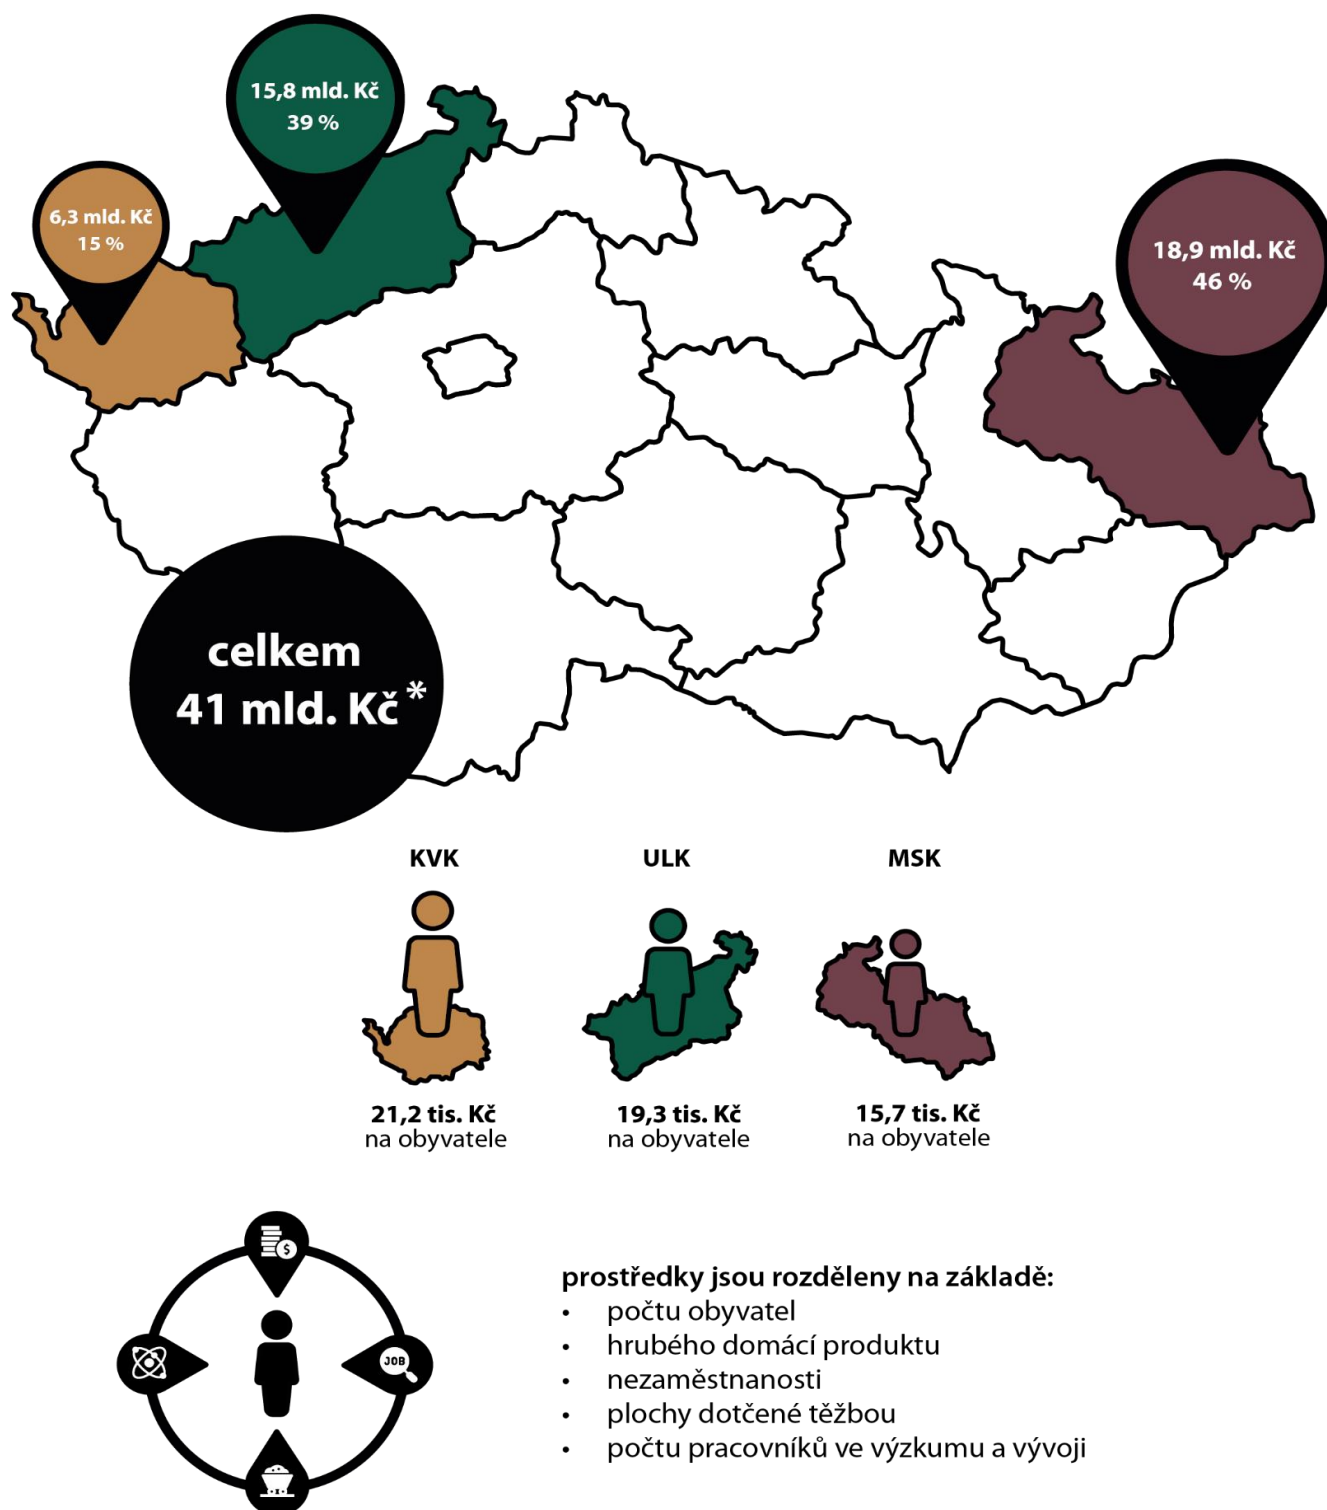 15,8 mld. Kč
39 %
6,3 mld. Kč
15 %
18,9 mld. Kč
46 %
celkem
41 mld. Kč*
KVK
ULK
MSK
21,2 tis. Kč
na obyvatele
19,3 tis. Kč
na obyvatele
15,7 tis. Kč
na obyvatele
$
JOB
prostředky jsou rozděleny na základě:
• počtu obyvatel
• hrubého domácí produktu
• nezaměstnanosti
• plochy dotčené těžbou
• počtu pracovníků ve výzkumu a vývoji